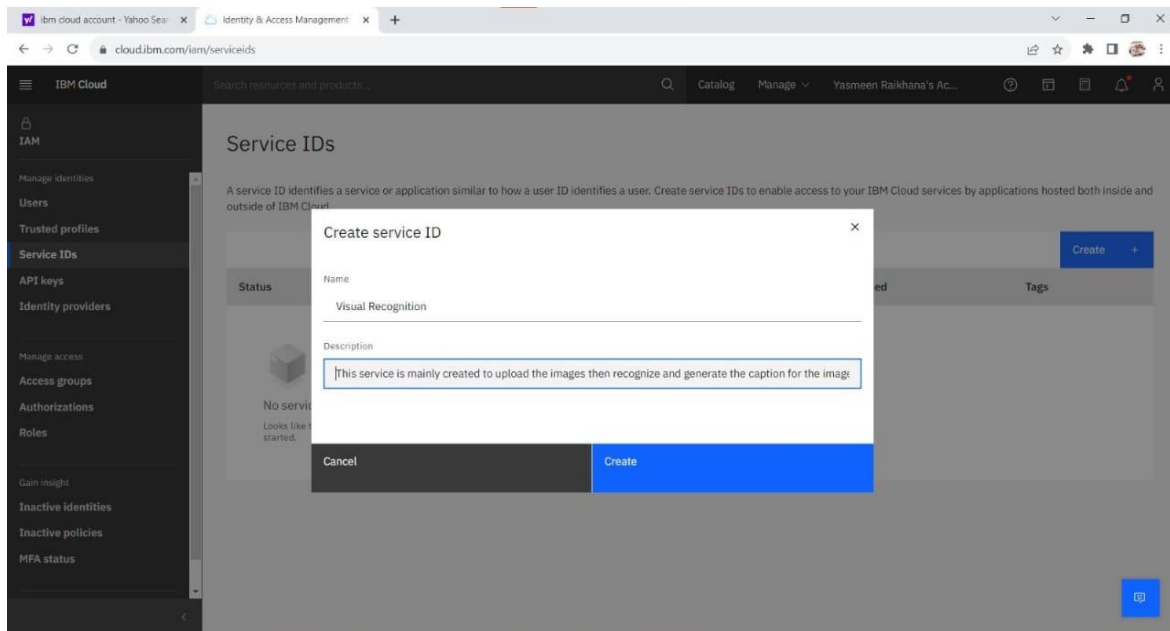 ibm cloud account - Yahoo Sear
Identity & Access Management
cloud.ibm.com/iam/serviceids
IBM Cloud
Search resources and products...
Catalog
Manage
Yasmeen Raikhana's Ac...
IAM
Manage identities
Users
Trusted profiles
Service IDs
API keys
Identity providers
Manage access
Access groups
Authorizations
Roles
Gain insight
Inactive identities
Inactive policies
MFA status
Service IDs
A service ID identifies a service or application similar to how a user ID identifies a user. Create service IDs to enable access to your IBM Cloud services by applications hosted both inside and
outside of IBM Cloud
Create +
Status
ed
Tags
No servic
Looks like t
started.
Create service ID
Name
Visual Recognition
Description
This service is mainly created to upload the images then recognize and generate the caption for the image
Cancel
Create